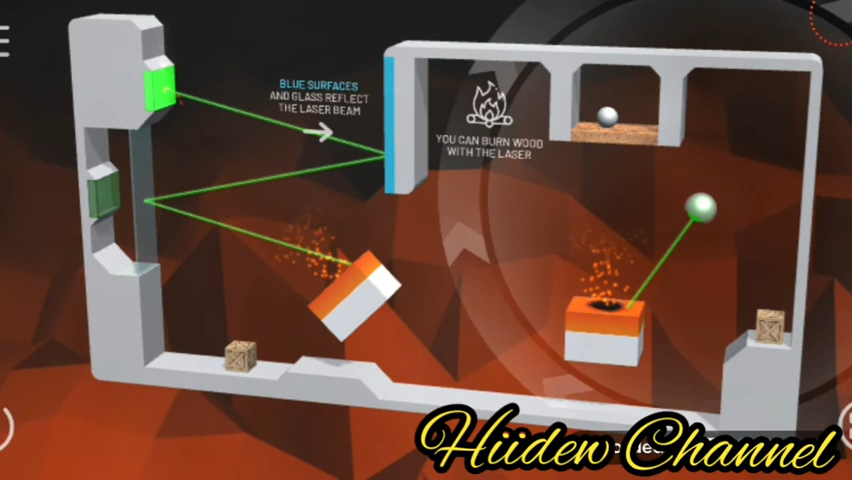 BLUE SURFACES
AND GLASS REFLECT
THE LASER BEAM
YOU CAN BURN WOOD
WITH THE LASER
Hiidew Channel